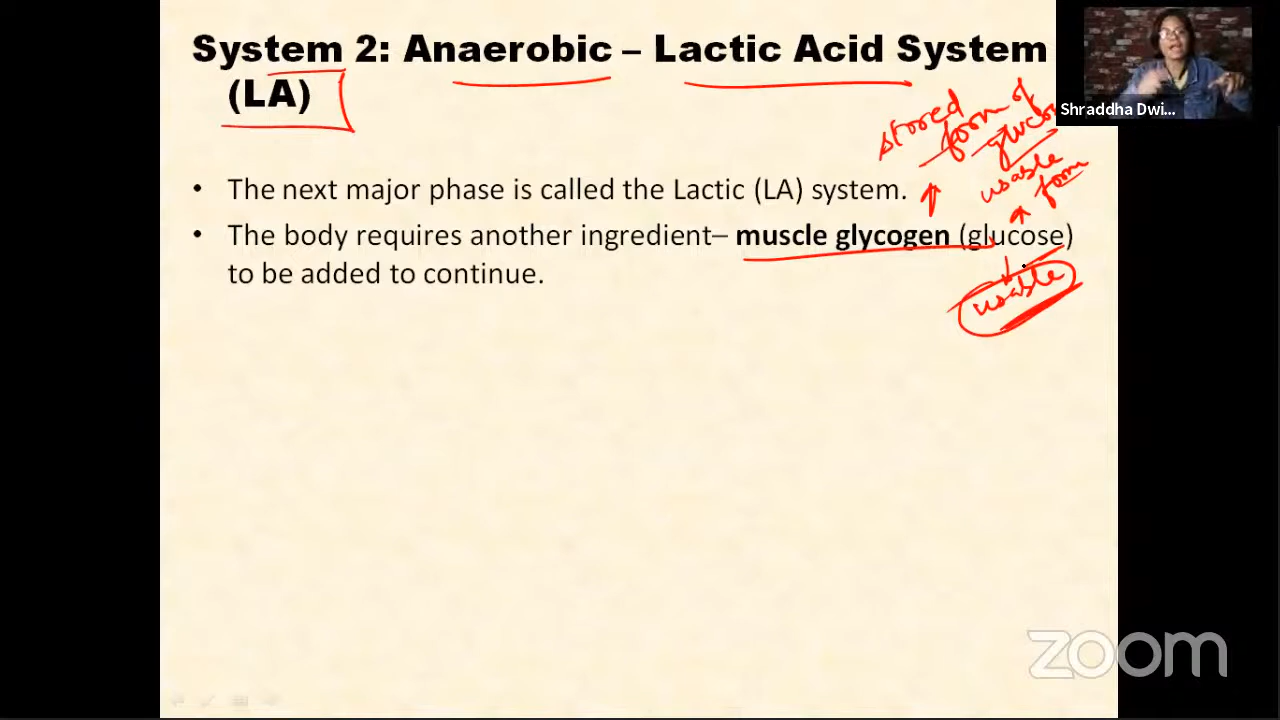 System 2: Anaerobic – Lactic Acid System
(LA)
Shraddha Dwi...
stored
form of
glucose
usable
form
• The next major phase is called the Lactic (LA) system.
• The body requires another ingredient– muscle glycogen (glucose)
to be added to continue.
usable
zoom